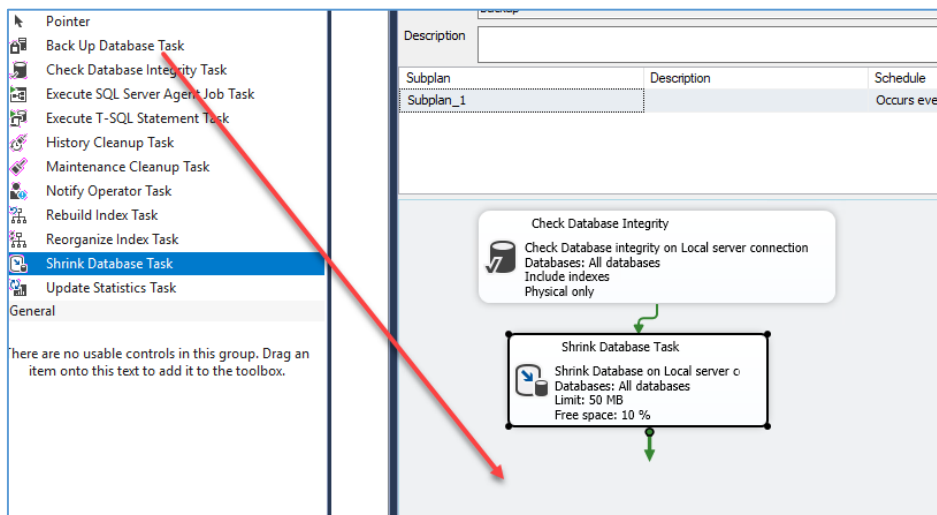 Pointer
Back Up Database Task
Check Database Integrity Task
Execute SQL Server Agent Job Task
Execute T-SQL Statement Task
History Cleanup Task
Maintenance Cleanup Task
Notify Operator Task
Rebuild Index Task
Reorganize Index Task
Shrink Database Task
Update Statistics Task
General
There are no usable controls in this group. Drag an
item onto this text to add it to the toolbox.
Description
Subplan Description Schedule
Subplan_1 Occurs eve
Check Database Integrity
Check Database integrity on Local server connection
Databases: All databases
Include indexes
Physical only
Shrink Database Task
Shrink Database on Local server c
Databases: All databases
Limit: 50 MB
Free space: 10 %